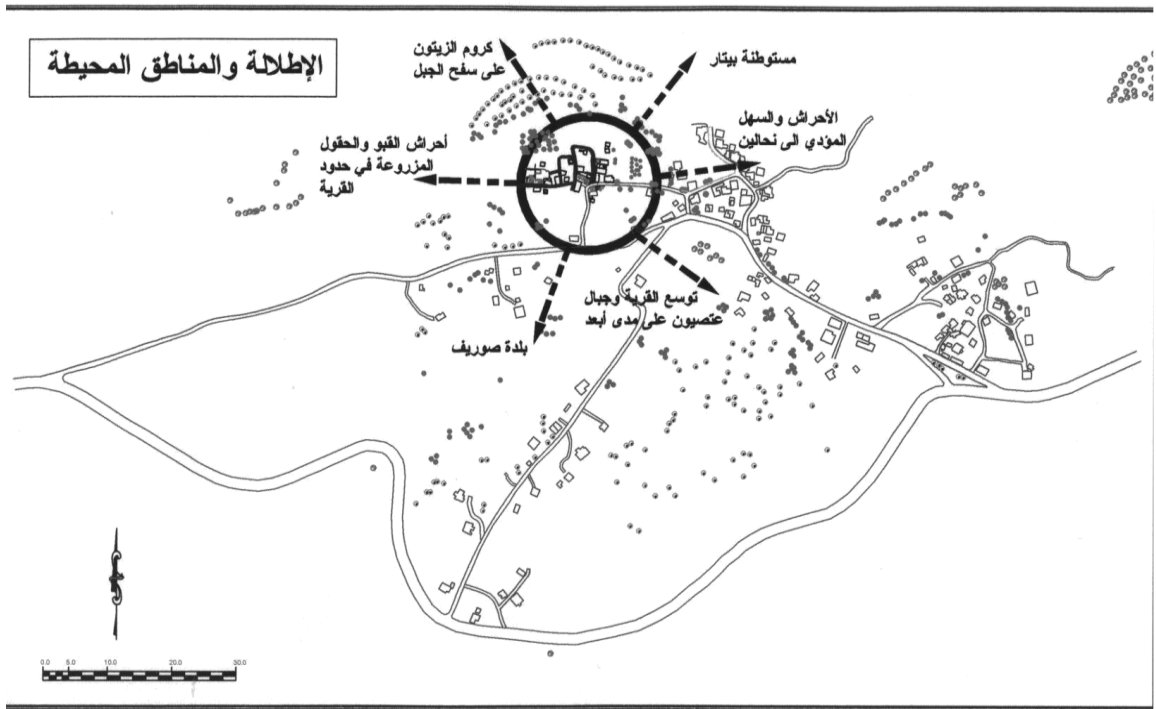 الإطلالة والمناطق المحيطة
كروم الزيتون
على سفح الجبل
مستوطنة بيتار
الأحراش والسهل
المؤدي الى نحالين
أحراش القبو والحقول
المزروعة في حدود
القرية
توسع القرية وجبال
عتصيون على مدى أبعد
بلدة صوريف
0.0 5.0 10.0 20.0 30.0